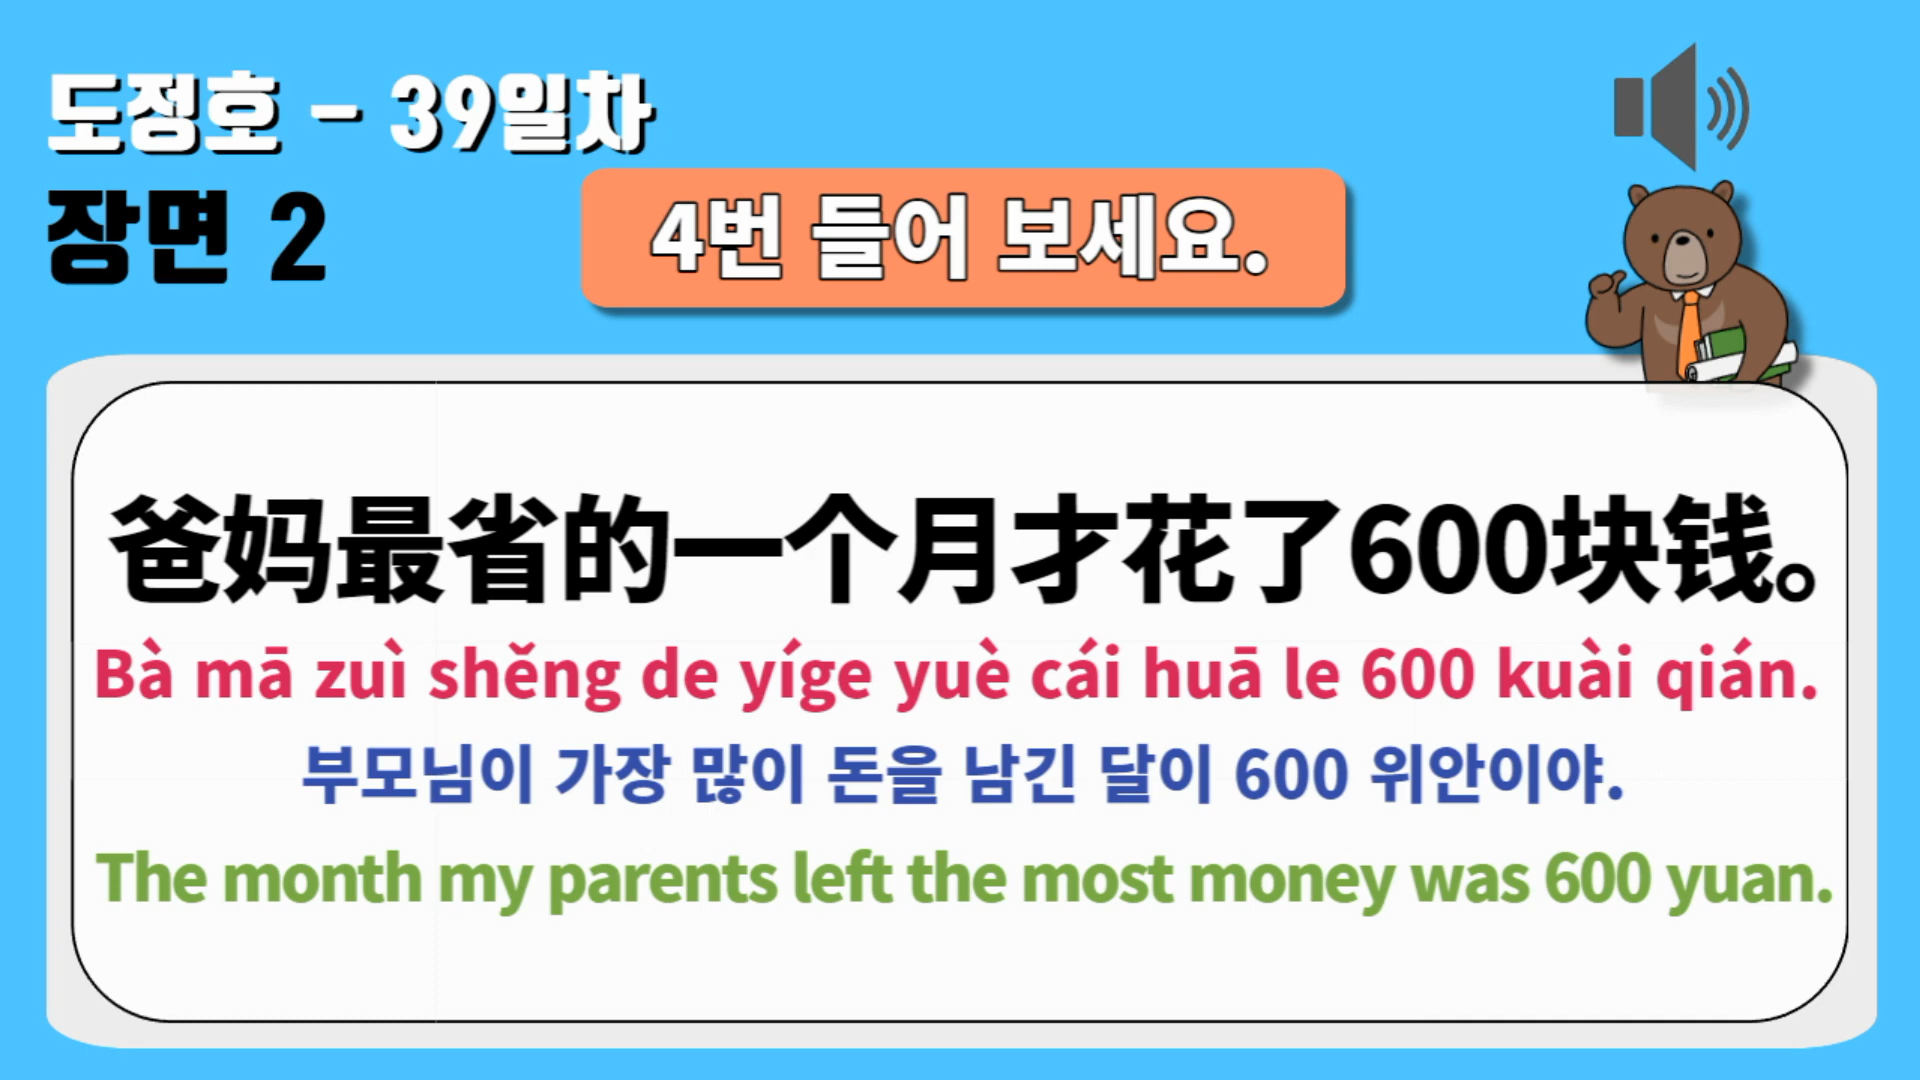 도정호 - 39일차
장면 2
4번 들어 보세요.
爸妈最省的一个月才花了600块钱。
Bà mā zuì shěng de yíge yuè cái huā le 600 kuài qián.
부모님이 가장 많이 돈을 남긴 달이 600 위안이야.
The month my parents left the most money was 600 yuan.